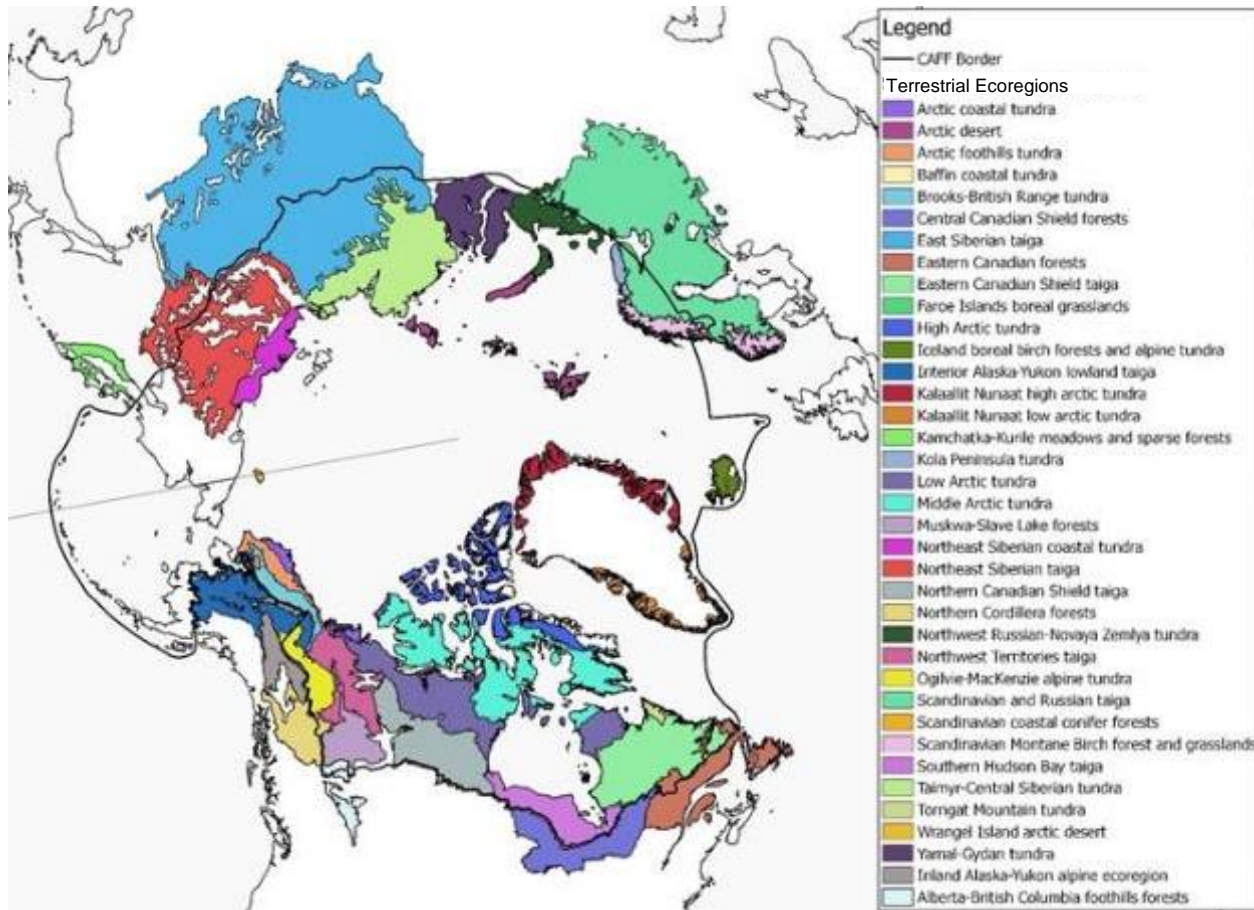 Legend
CAFF Border
Terrestrial Ecoregions
Arctic coastal tundra
Arctic desert
Arctic foothills tundra
Baffin coastal tundra
Brooks-British Range tundra
Central Canadian Shield forests
East Siberian taiga
Eastern Canadian forests
Eastern Canadian Shield taiga
Faroe Islands boreal grasslands
High Arctic tundra
Iceland boreal birch forests and alpine tundra
Interior Alaska-Yukon lowland taiga
Kalaallit Nunaat high arctic tundra
Kalaallit Nunaat low arctic tundra
Kamchatka-Kurile meadows and sparse forests
Kola Peninsula tundra
Low Arctic tundra
Middle Arctic tundra
Muskwa-Slave Lake forests
Northeast Siberian coastal tundra
Northeast Siberian taiga
Northern Canadian Shield taiga
Northern Cordillera forests
Northwest Russian-Novaya Zemlya tundra
Northwest Territories taiga
Ogilvie-MacKenzie alpine tundra
Scandinavian and Russian taiga
Scandinavian coastal conifer forests
Scandinavian Montane Birch forest and grasslands
Southern Hudson Bay taiga
Taimyr-Central Siberian tundra
Torngat Mountain tundra
Wrangel Island arctic desert
Yamal-Gydan tundra
Inland Alaska-Yukon alpine ecoregion
Alberta-British Columbia foothills forests